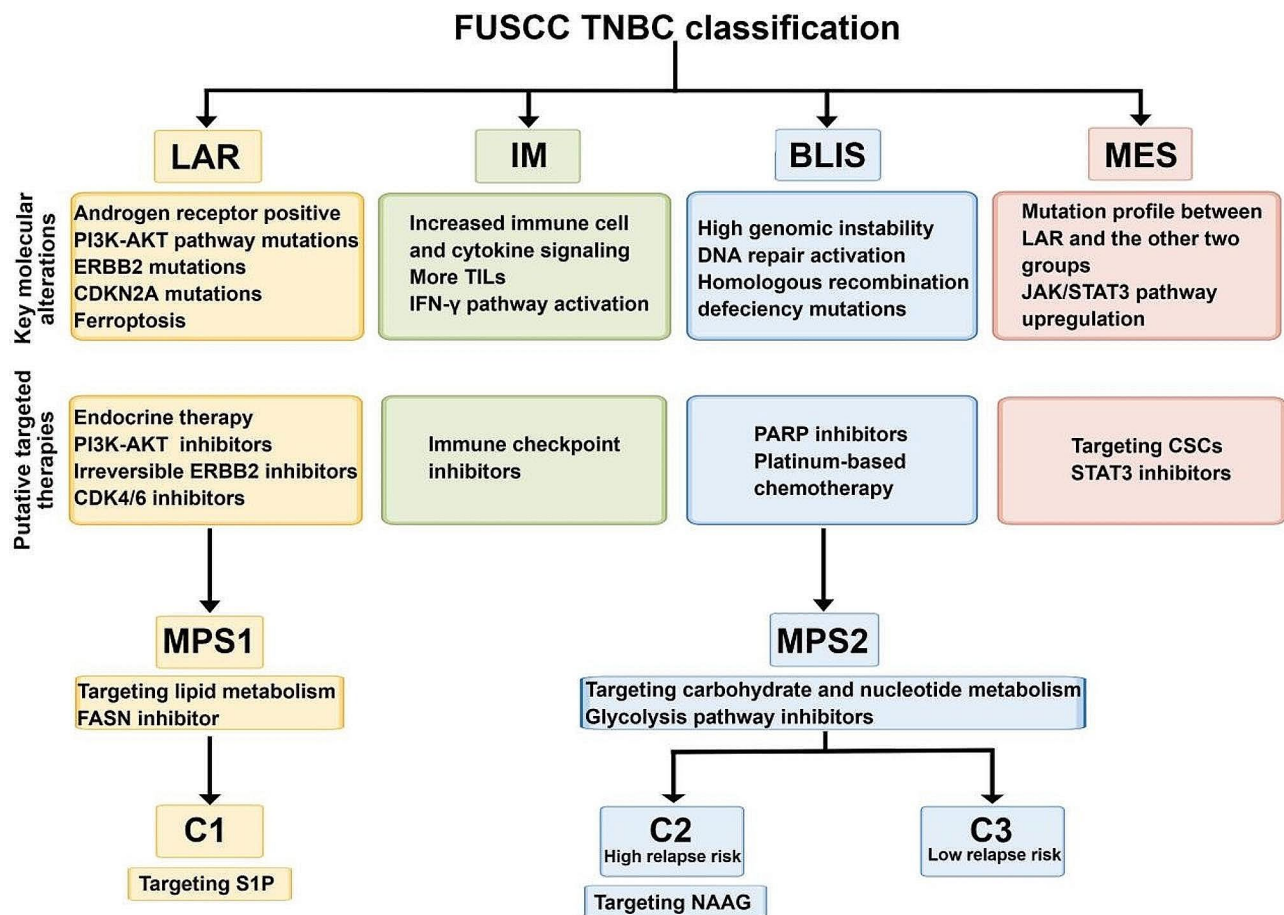 FUSCC TNBC classification
LAR
IM
BLIS
MES
Key molecular
alterations
Androgen receptor positive
PI3K-AKT pathway mutations
ERBB2 mutations
CDKN2A mutations
Ferroptosis
Increased immune cell
and cytokine signaling
More TILs
IFN-γ pathway activation
High genomic instability
DNA repair activation
Homologous recombination
defeciency mutations
Mutation profile between
LAR and the other two
groups
JAK/STAT3 pathway
upregulation
Putative targeted
therapies
Endocrine therapy
PI3K-AKT inhibitors
Irreversible ERBB2 inhibitors
CDK4/6 inhibitors
Immune checkpoint
inhibitors
PARP inhibitors
Platinum-based
chemotherapy
Targeting CSCs
STAT3 inhibitors
MPS1
Targeting lipid metabolism
FASN inhibitor
MPS2
Targeting carbohydrate and nucleotide metabolism
Glycolysis pathway inhibitors
C1
Targeting S1P
C2
High relapse risk
Targeting NAAG
C3
Low relapse risk